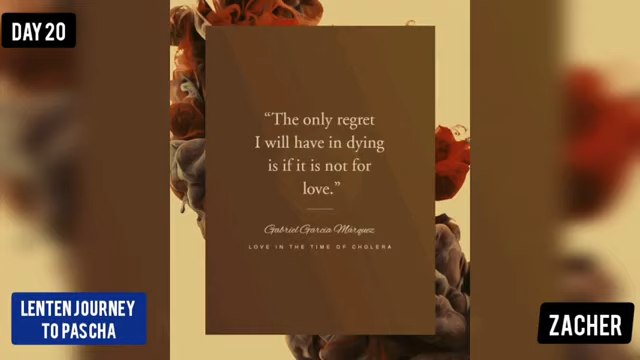 DAY 20
“The only regret
I will have in dying
is if it is not for
love.”
Gabriel García Márquez
LOVE IN THE TIME OF CHOLERA
LENTEN JOURNEY
TO PASCHA
ZACHER